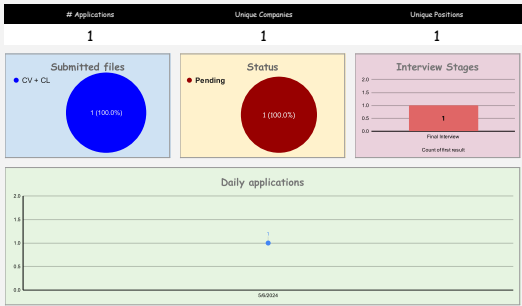 # Applications
Unique Companies
Unique Positions
1
1
1
Submitted files
CV + CL
1 (100.0%)
Status
Pending
1 (100.0%)
Interview Stages
2.0
1.5
1.0
0.5
0.0
1
Final Interview
Count of first result
Daily applications
2.0
1.5
1.0
0.5
0.0
1
5/6/2024